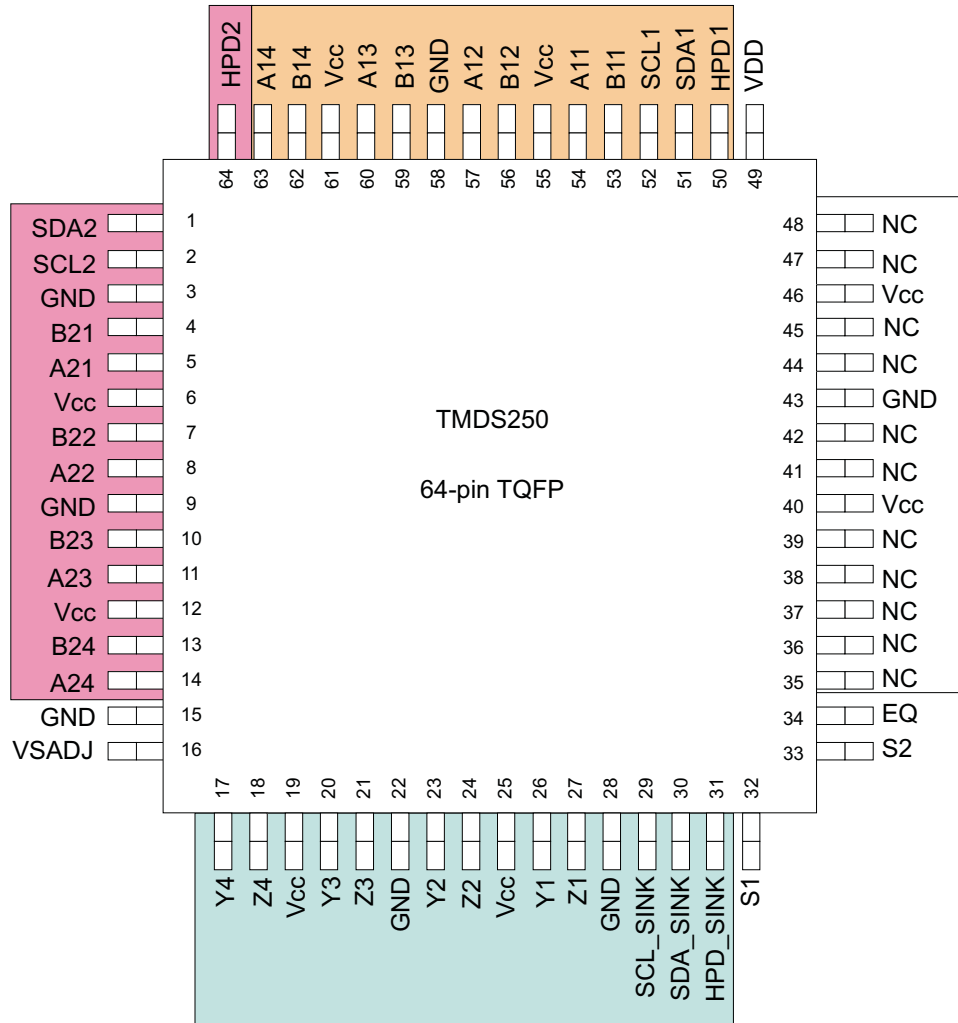 HPD2
A14
B14
Vcc
A13
B13
GND
A12
B12
Vcc
A11
B11
SCL1
SDA1
HPD1
VDD
64
63
62
61
60
59
58
57
56
55
54
53
52
51
50
49
SDA2 1
SCL2 2
GND 3
B21 4
A21 5
Vcc 6
B22 7
A22 8
GND 9
B23 10
A23 11
Vcc 12
B24 13
A24 14
GND 15
VSADJ 16
TMDS250
64-pin TQFP
48 NC
47 NC
46 Vcc
45 NC
44 NC
43 GND
42 NC
41 NC
40 Vcc
39 NC
38 NC
37 NC
36 NC
35 NC
34 EQ
33 S2
17
18
19
20
21
22
23
24
25
26
27
28
29
30
31
32
Y4
Z4
Vcc
Y3
Z3
GND
Y2
Z2
Vcc
Y1
Z1
GND
SCL_SINK
SDA_SINK
HPD_SINK
S1